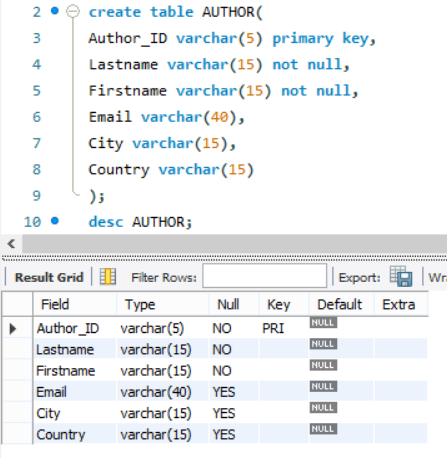 2 create table AUTHOR(
3 Author_ID varchar(5) primary key,
4 Lastname varchar(15) not null,
5 Firstname varchar(15) not null,
6 Email varchar(40),
7 City varchar(15),
8 Country varchar(15)
9 );
10 desc AUTHOR;
Result Grid Filter Rows: Export: Wr
Field Type Null Key Default Extra
Author_ID varchar(5) NO PRI NULL
Lastname varchar(15) NO NULL
Firstname varchar(15) NO NULL
Email varchar(40) YES NULL
City varchar(15) YES NULL
Country varchar(15) YES NULL